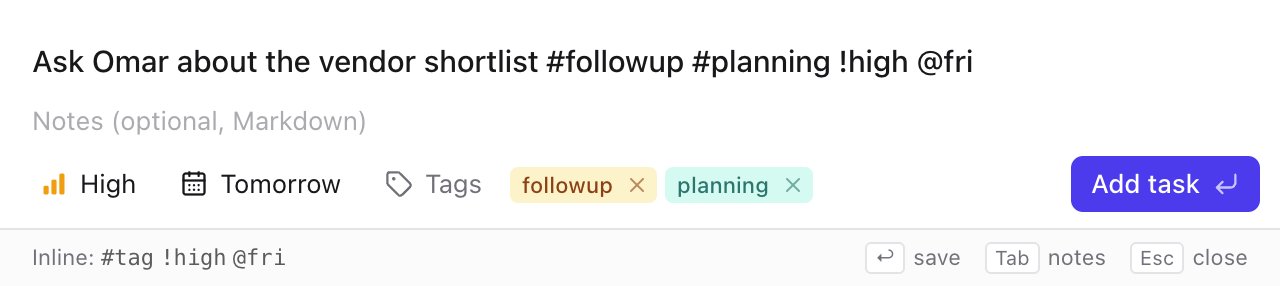 Ask Omar about the vendor shortlist #followup #planning !high @fri
Notes (optional, Markdown)
High Tomorrow Tags followup planning Add task
Inline: #tag !high @fri save Tab notes Esc close